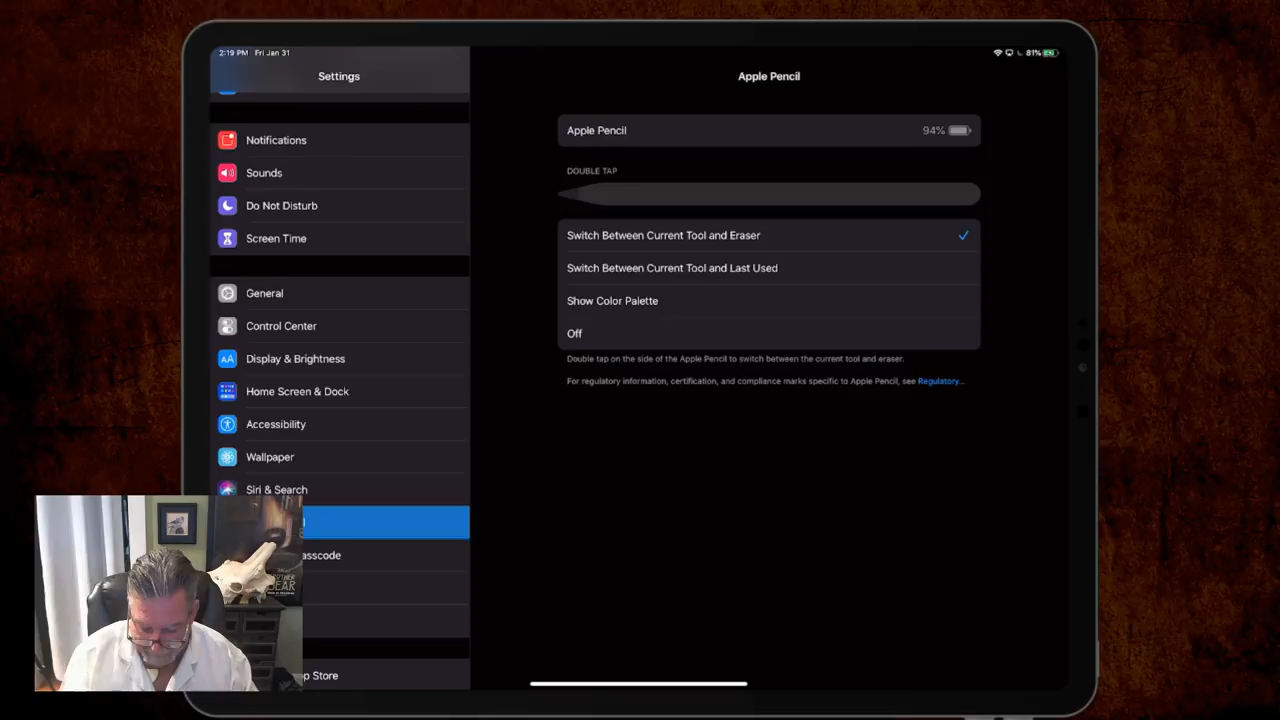 2:19 PM Fri Jan 31
81%
Settings
Apple Pencil
Notifications
Sounds
Do Not Disturb
Screen Time
General
Control Center
AA
Display & Brightness
Home Screen & Dock
Accessibility
Wallpaper
Siri & Search
asscode
p Store
Apple Pencil
94%
DOUBLE TAP
Switch Between Current Tool and Eraser
Switch Between Current Tool and Last Used
Show Color Palette
Off
Double tap on the side of the Apple Pencil to switch between the current tool and eraser.
For regulatory information, certification, and compliance marks specific to Apple Pencil, see Regulatory...
BEAR